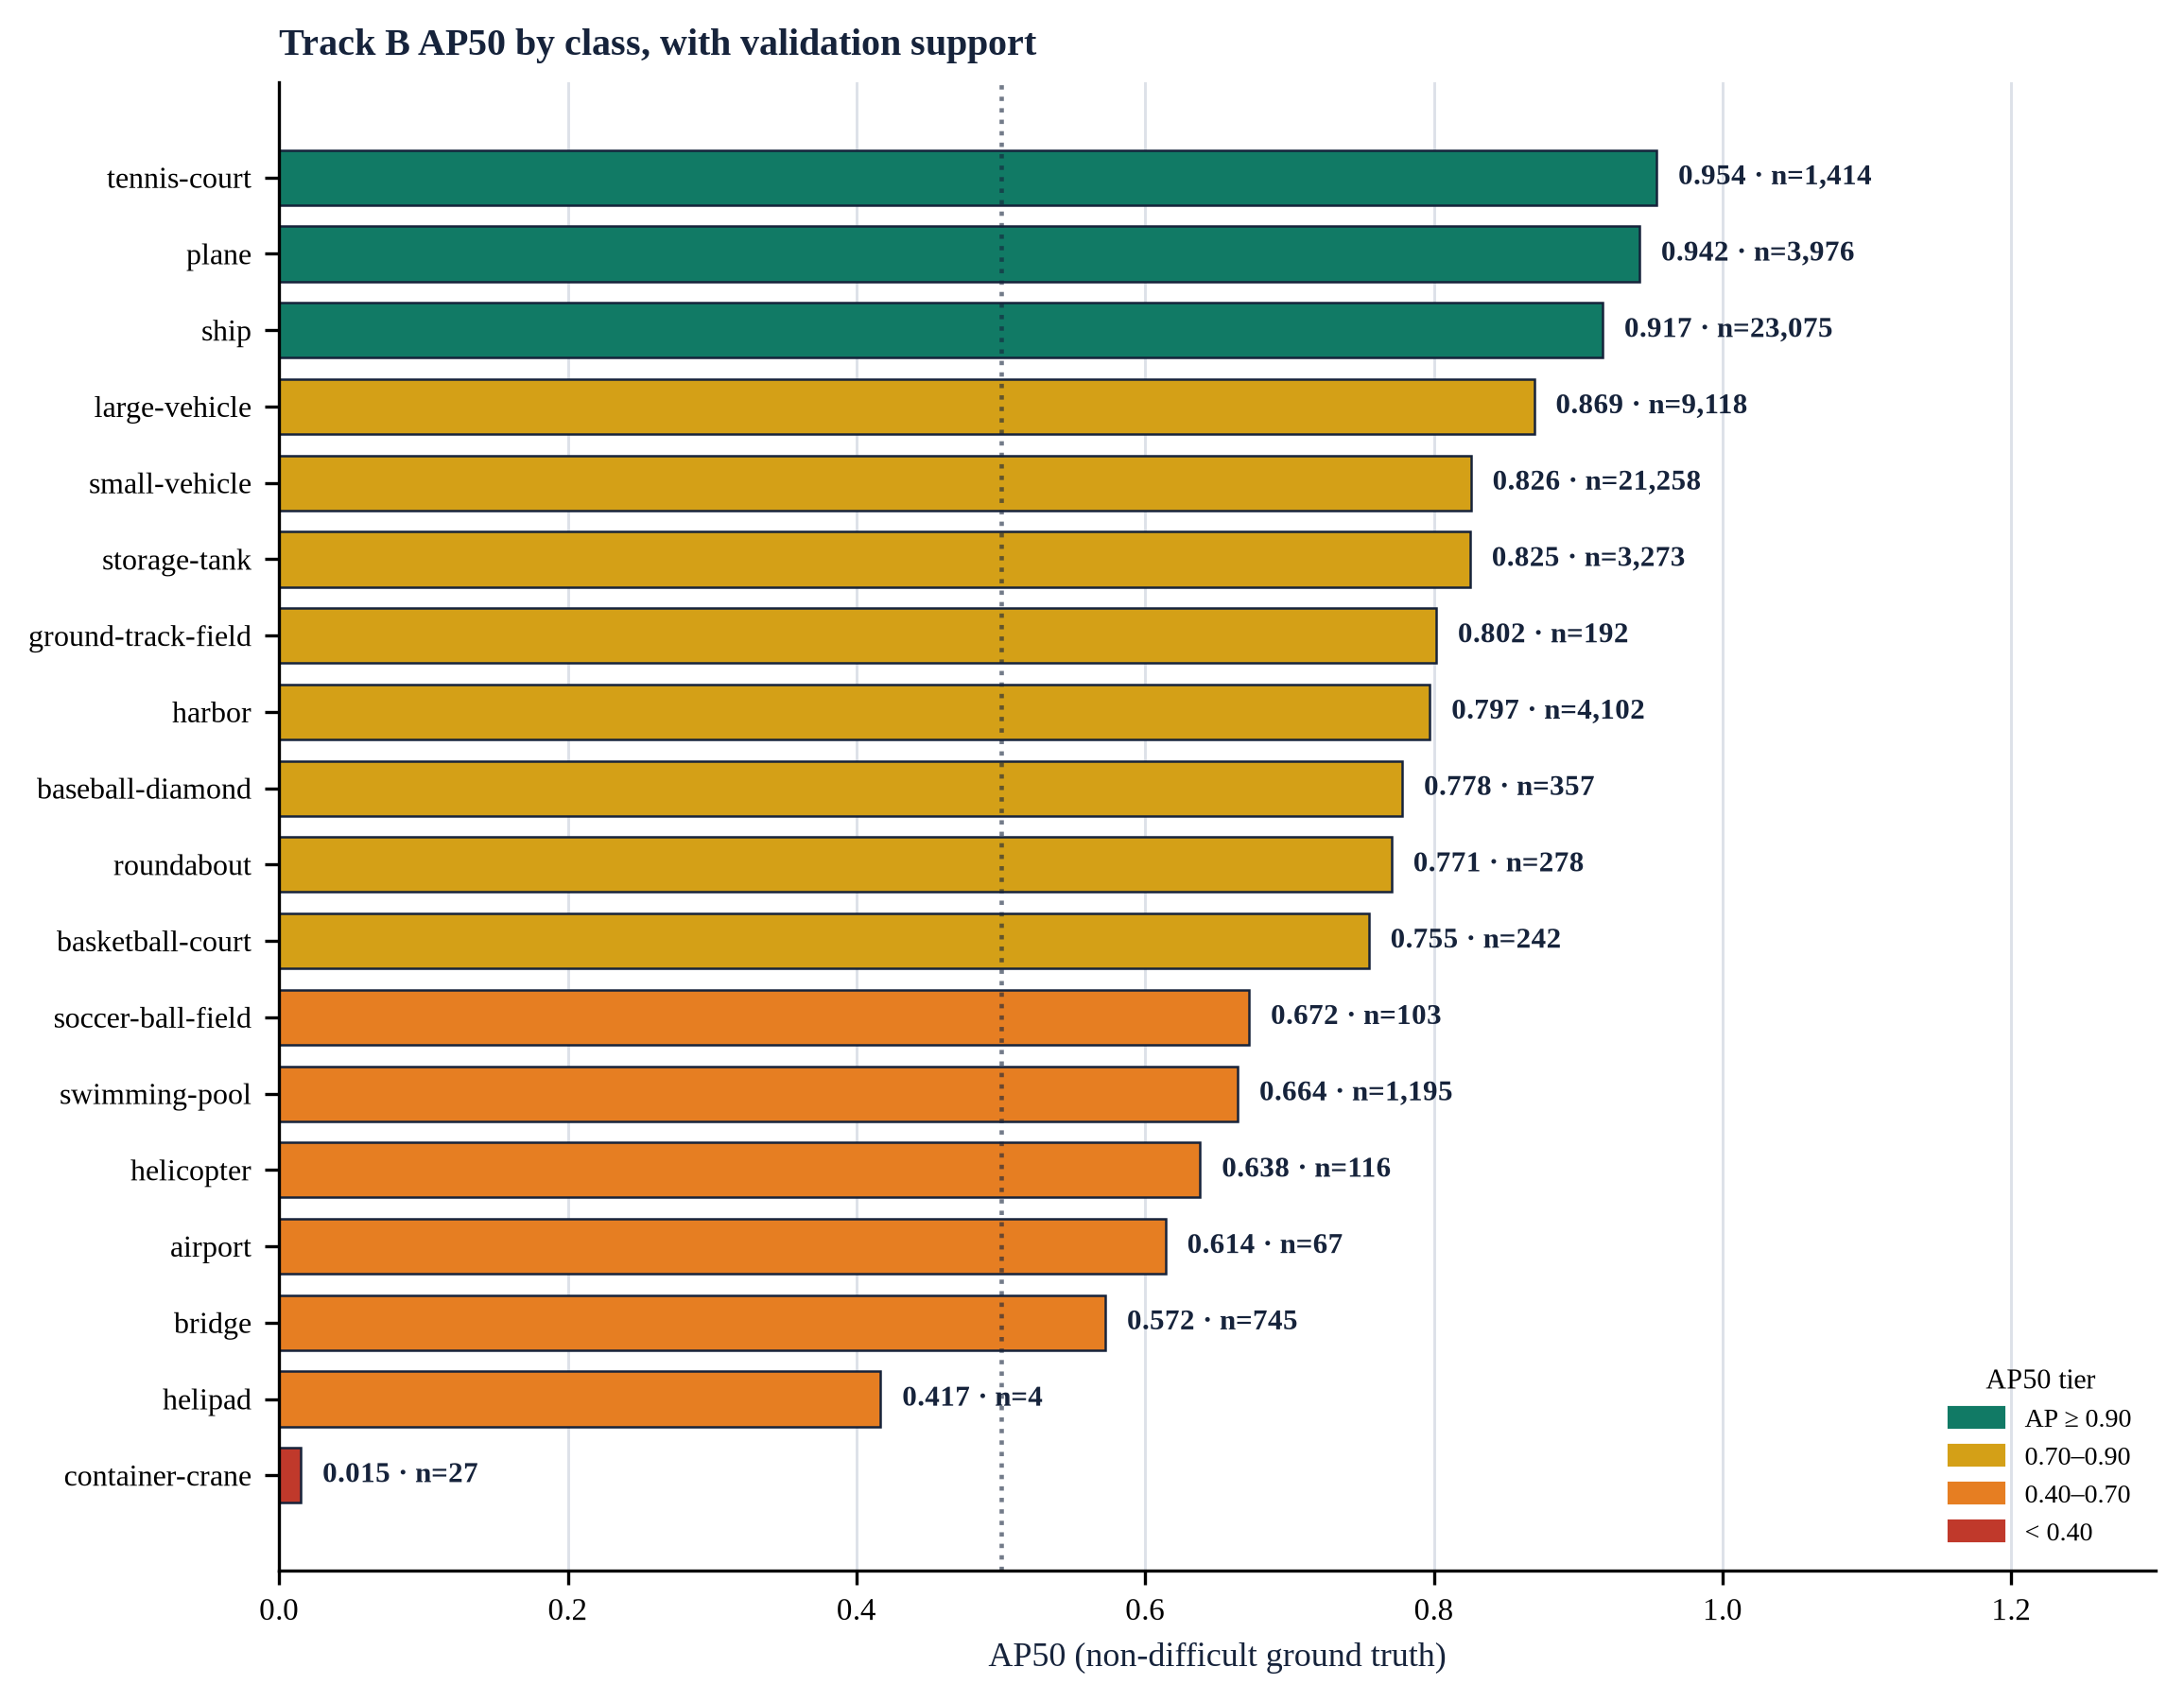 Track B AP50 by class, with validation support
tennis-court
0.954 · n=1,414
plane
0.942 · n=3,976
ship
0.917 · n=23,075
large-vehicle
0.869 · n=9,118
small-vehicle
0.826 · n=21,258
storage-tank
0.825 · n=3,273
ground-track-field
0.802 · n=192
harbor
0.797 · n=4,102
baseball-diamond
0.778 · n=357
roundabout
0.771 · n=278
basketball-court
0.755 · n=242
soccer-ball-field
0.672 · n=103
swimming-pool
0.664 · n=1,195
helicopter
0.638 · n=116
airport
0.614 · n=67
bridge
0.572 · n=745
helipad
0.417 · n=4
container-crane
0.015 · n=27
AP50 tier
AP ≥ 0.90
0.70–0.90
0.40–0.70
< 0.40
0.0 0.2 0.4 0.6 0.8 1.0 1.2
AP50 (non-difficult ground truth)